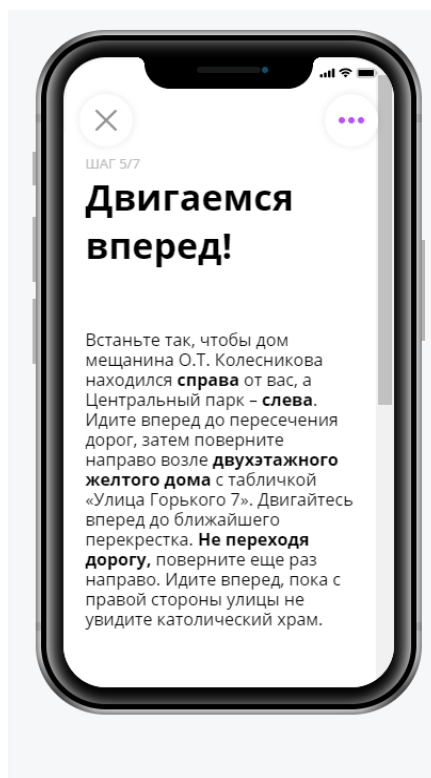 ШАГ 5/7
Двигаемся
вперед!
Встаньте так, чтобы дом
мещанина О.Т. Колесникова
находился справа от вас, а
Центральный парк – слева.
Идите вперед до пересечения
дорог, затем поверните
направо возле двухэтажного
желтого дома с табличкой
«Улица Горького 7». Двигайтесь
вперед до ближайшего
перекрестка. Не переходя
дорогу, поверните еще раз
направо. Идите вперед, пока с
правой стороны улицы не
увидите католический храм.